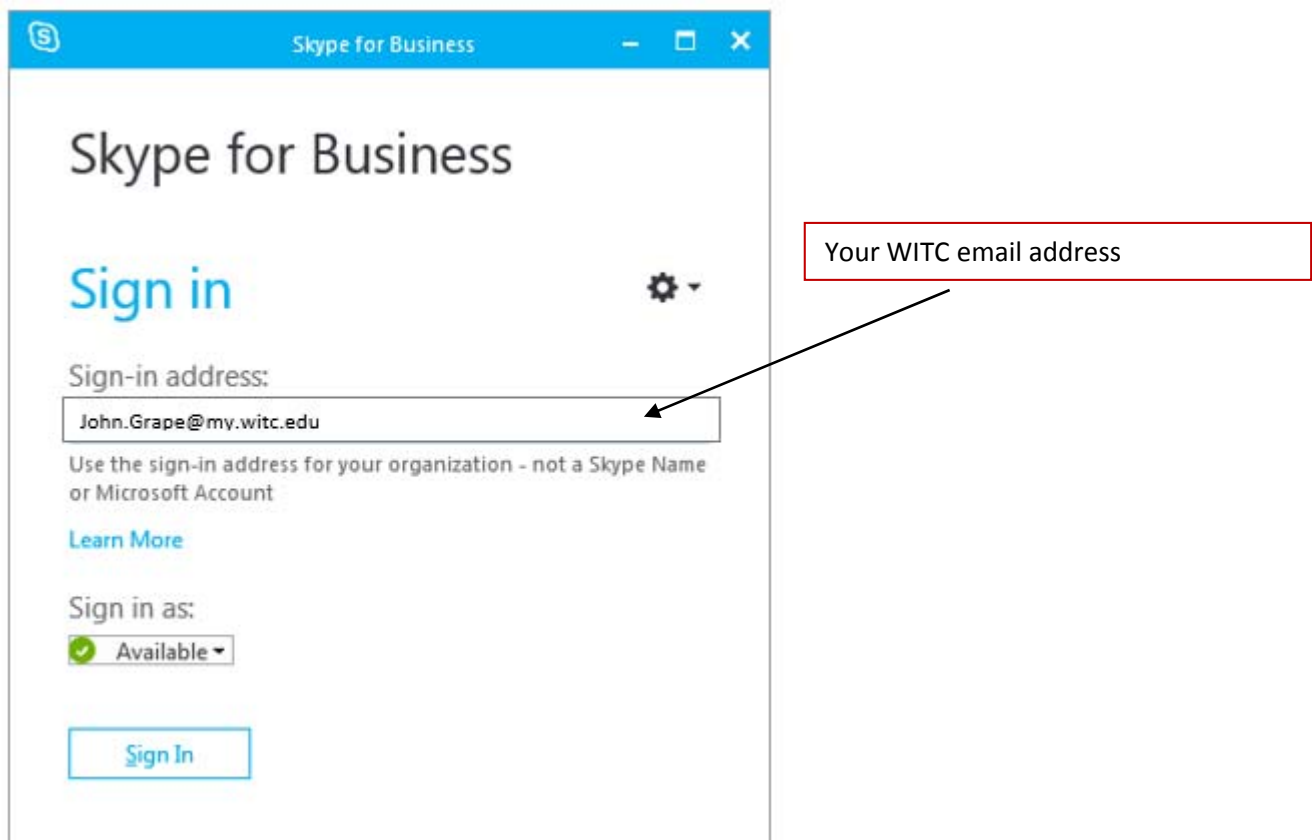 Skype for Business
Skype for Business
Your WITC email address
Sign in
Sign-in address:
John.Grape@my.witc.edu
Use the sign-in address for your organization - not a Skype Name
or Microsoft Account
Learn More
Sign in as:
Available
Sign In